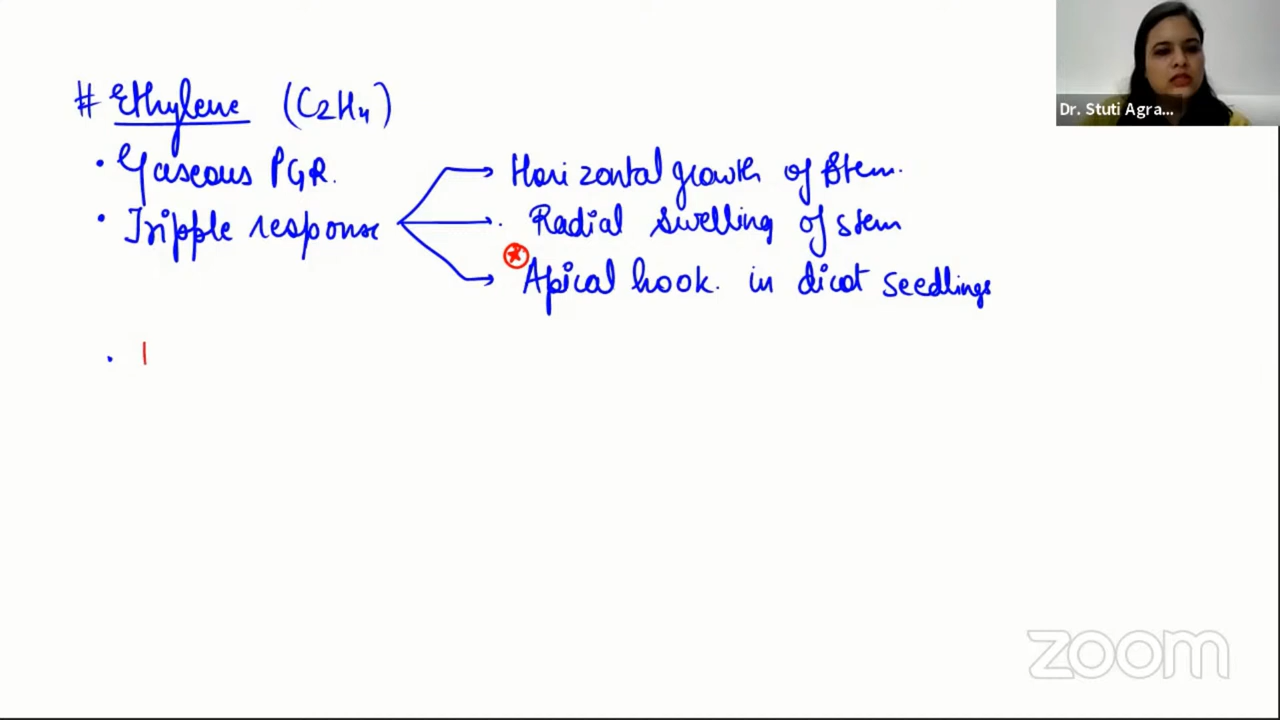 # Ethylene (C2H4)
• Gaseous PGR.
• Tripple response
Horizontal growth of stem.
Radial swelling of stem
Apical hook. in dicot seedlings
Dr. Stuti Agra...
zoom